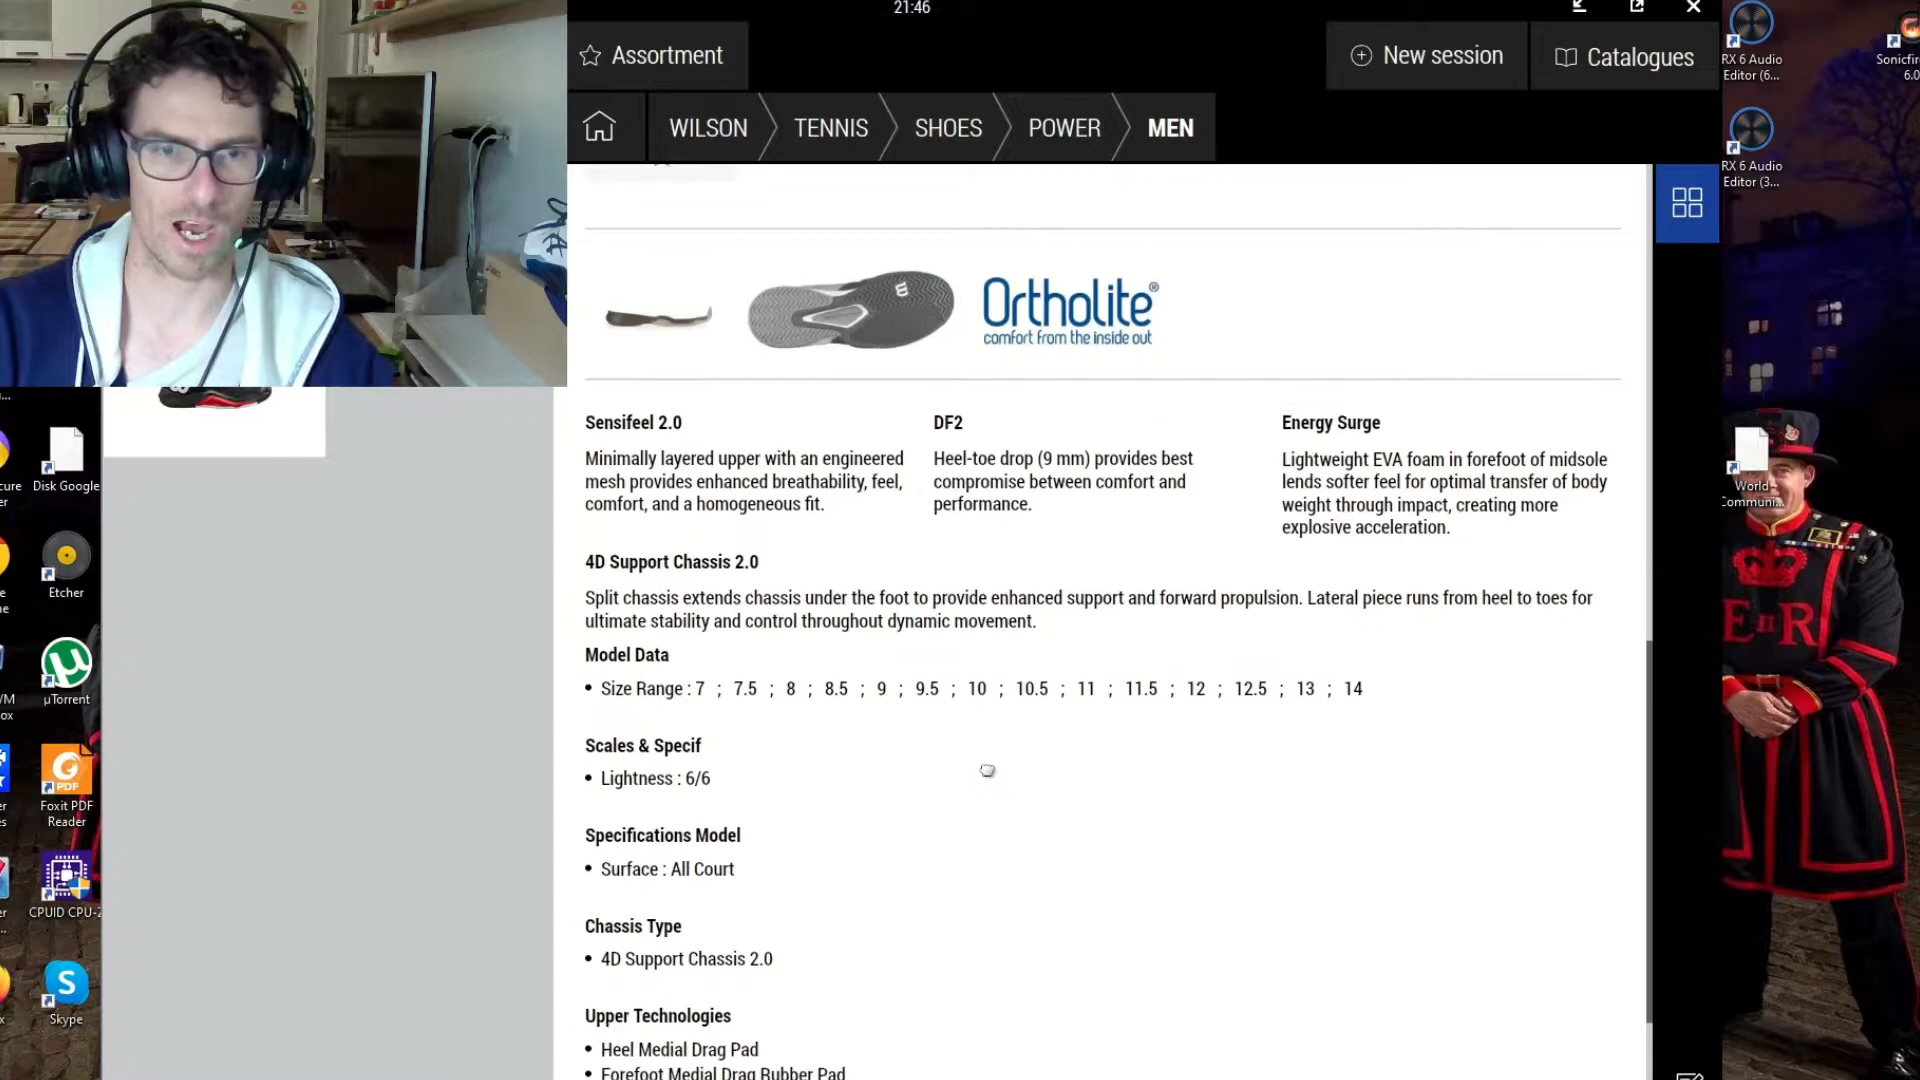 21:46
Assortment
New session
Catalogues
WILSON
TENNIS
SHOES
POWER
MEN
Ortholite®
comfort from the inside out
Sensifeel 2.0
Minimally layered upper with an engineered
mesh provides enhanced breathability, feel,
comfort, and a homogeneous fit.
DF2
Heel-toe drop (9 mm) provides best
compromise between comfort and
performance.
Energy Surge
Lightweight EVA foam in forefoot of midsole
lends softer feel for optimal transfer of body
weight through impact, creating more
explosive acceleration.
4D Support Chassis 2.0
Split chassis extends chassis under the foot to provide enhanced support and forward propulsion. Lateral piece runs from heel to toes for
ultimate stability and control throughout dynamic movement.
Model Data
• Size Range : 7 ; 7.5 ; 8 ; 8.5 ; 9 ; 9.5 ; 10 ; 10.5 ; 11 ; 11.5 ; 12 ; 12.5 ; 13 ; 14
Scales & Specif
• Lightness : 6/6
Specifications Model
• Surface : All Court
Chassis Type
• 4D Support Chassis 2.0
Upper Technologies
• Heel Medial Drag Pad
• Forefoot Medial Drag Rubber Pad
Disk Google
Etcher
µTorrent
Foxit PDF
Reader
CPUID CPU-Z
Skype
RX 6 Audio
Editor (6...
RX 6 Audio
Editor (3...
World
Communi...
E II R